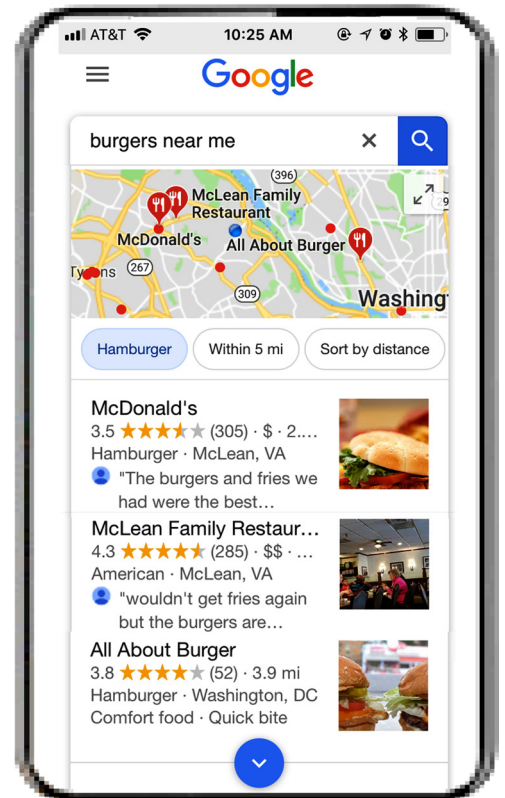 AT&T 10:25 AM
Google
burgers near me
396
McLean Family
Restaurant
McDonald's
All About Burger
267
309
Washing
Hamburger Within 5 mi Sort by distance
McDonald's
3.5 (305) · $ · 2....
Hamburger · McLean, VA
"The burgers and fries we
had were the best...
McLean Family Restaur...
4.3 (285) · $$ · ...
American · McLean, VA
"wouldn't get fries again
but the burgers are...
All About Burger
3.8 (52) · 3.9 mi
Hamburger · Washington, DC
Comfort food · Quick bite